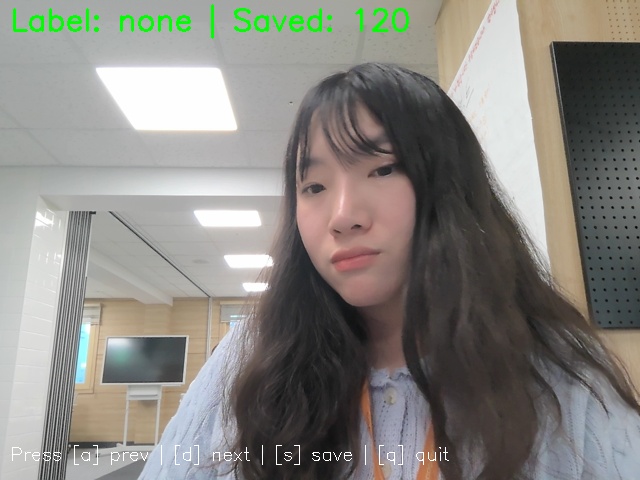 Label: none | Saved: 120
Press [a] prev | [d] next | [s] save | [q] quit